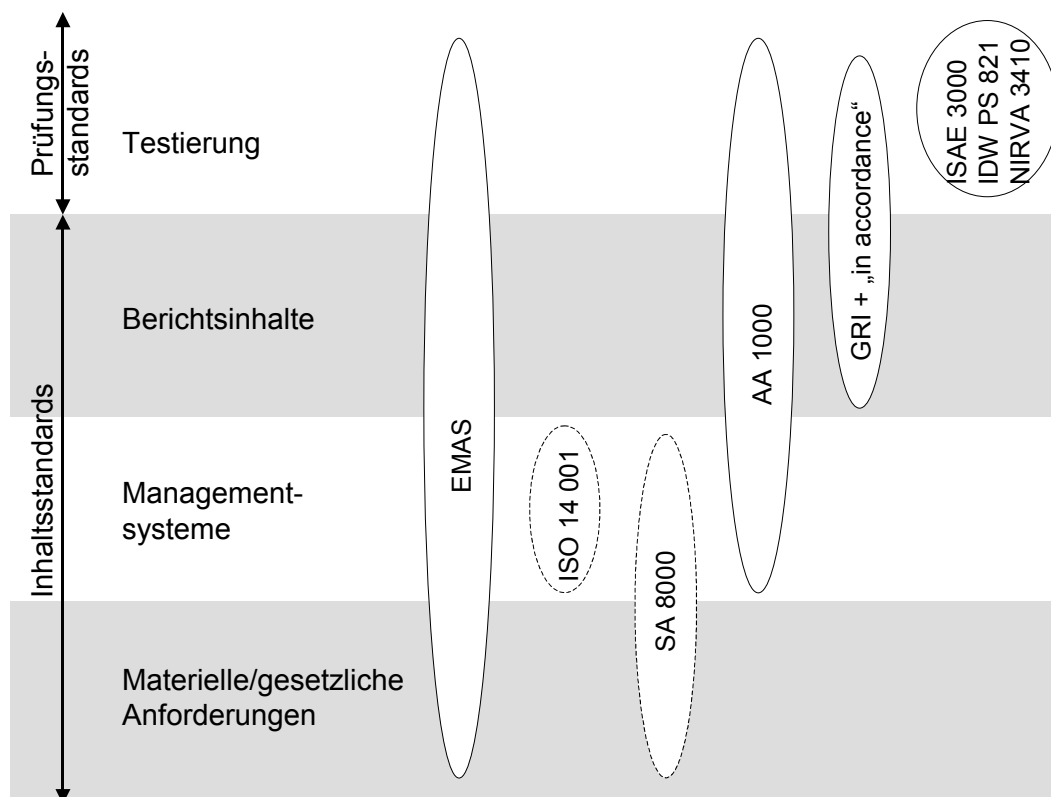 Prüfungs-
standards
Testierung
Inhaltsstandards
Berichtsinhalte
Management-
systeme
Materielle/gesetzliche
Anforderungen
EMAS
ISO 14 001
SA 8000
AA 1000
GRI + „in accordance“
ISAE 3000
IDW PS 821
NIRVA 3410